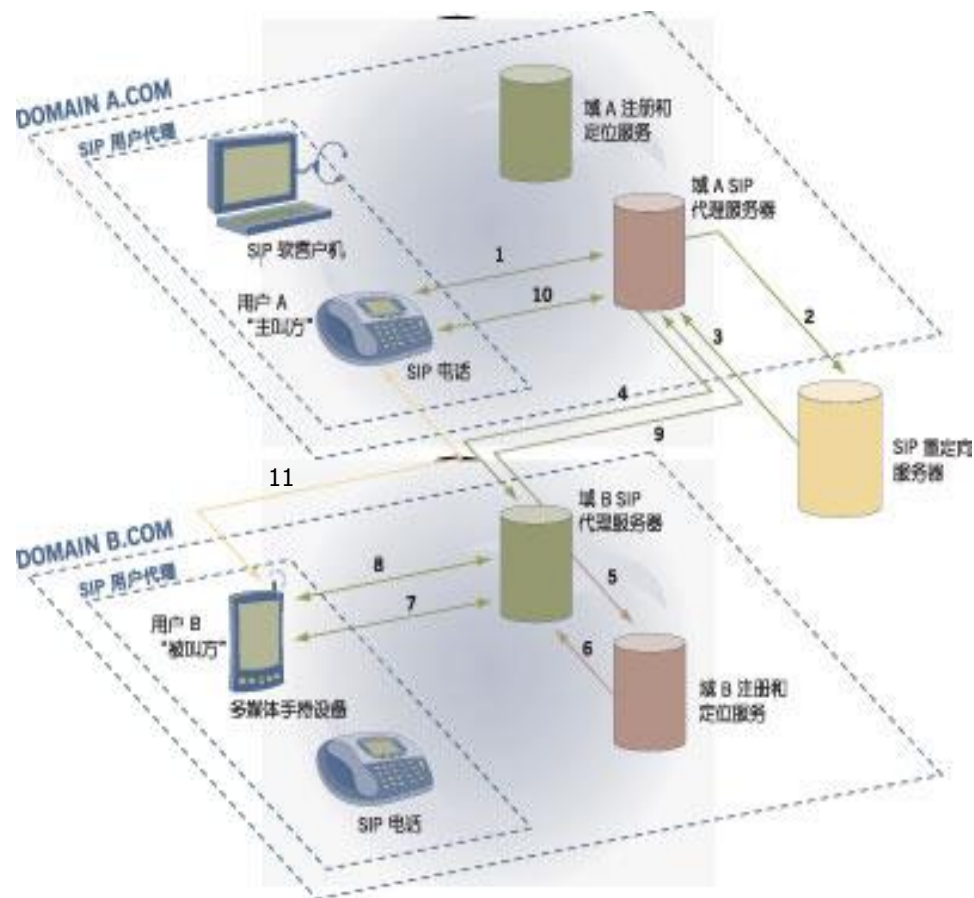 DOMAIN A.COM
SIP 用户代理
域 A 注册和
定位服务
域 A SIP
代理服务器
SIP 软客户机
1
用户 A
“主叫方”
10
2
3
SIP 电话
4
9
SIP 重定向
服务器
11
DOMAIN B.COM
SIP 用户代理
域 B SIP
代理服务器
8
5
7
用户 B
“被叫方”
6
多媒体手持设备
域 B 注册和
定位服务
SIP 电话